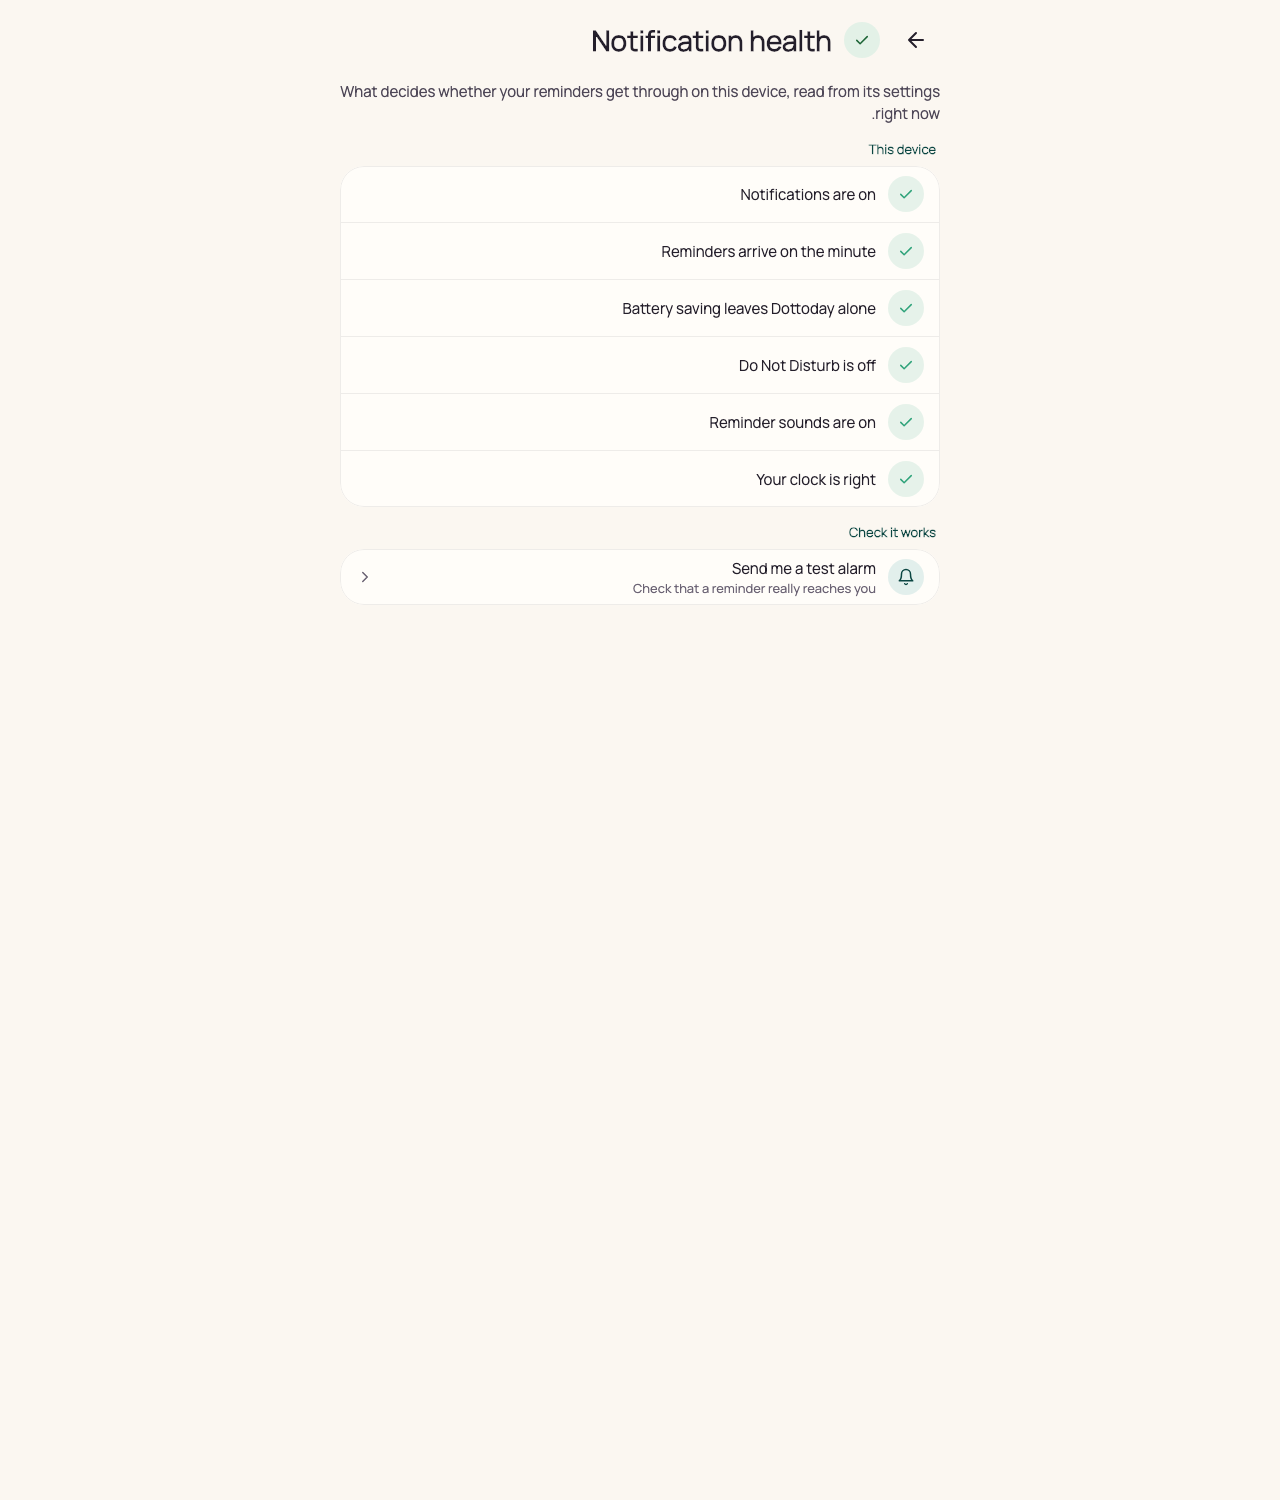 Notification health
What decides whether your reminders get through on this device, read from its settings
.right now
This device
Notifications are on
Reminders arrive on the minute
Battery saving leaves Dottoday alone
Do Not Disturb is off
Reminder sounds are on
Your clock is right
Check it works
Send me a test alarm
Check that a reminder really reaches you